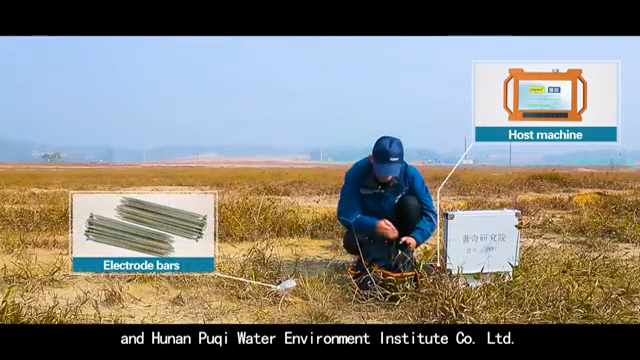 Host machine
Electrode bars
普奇研究院
and Hunan Puqi Water Environment Institute Co. Ltd.